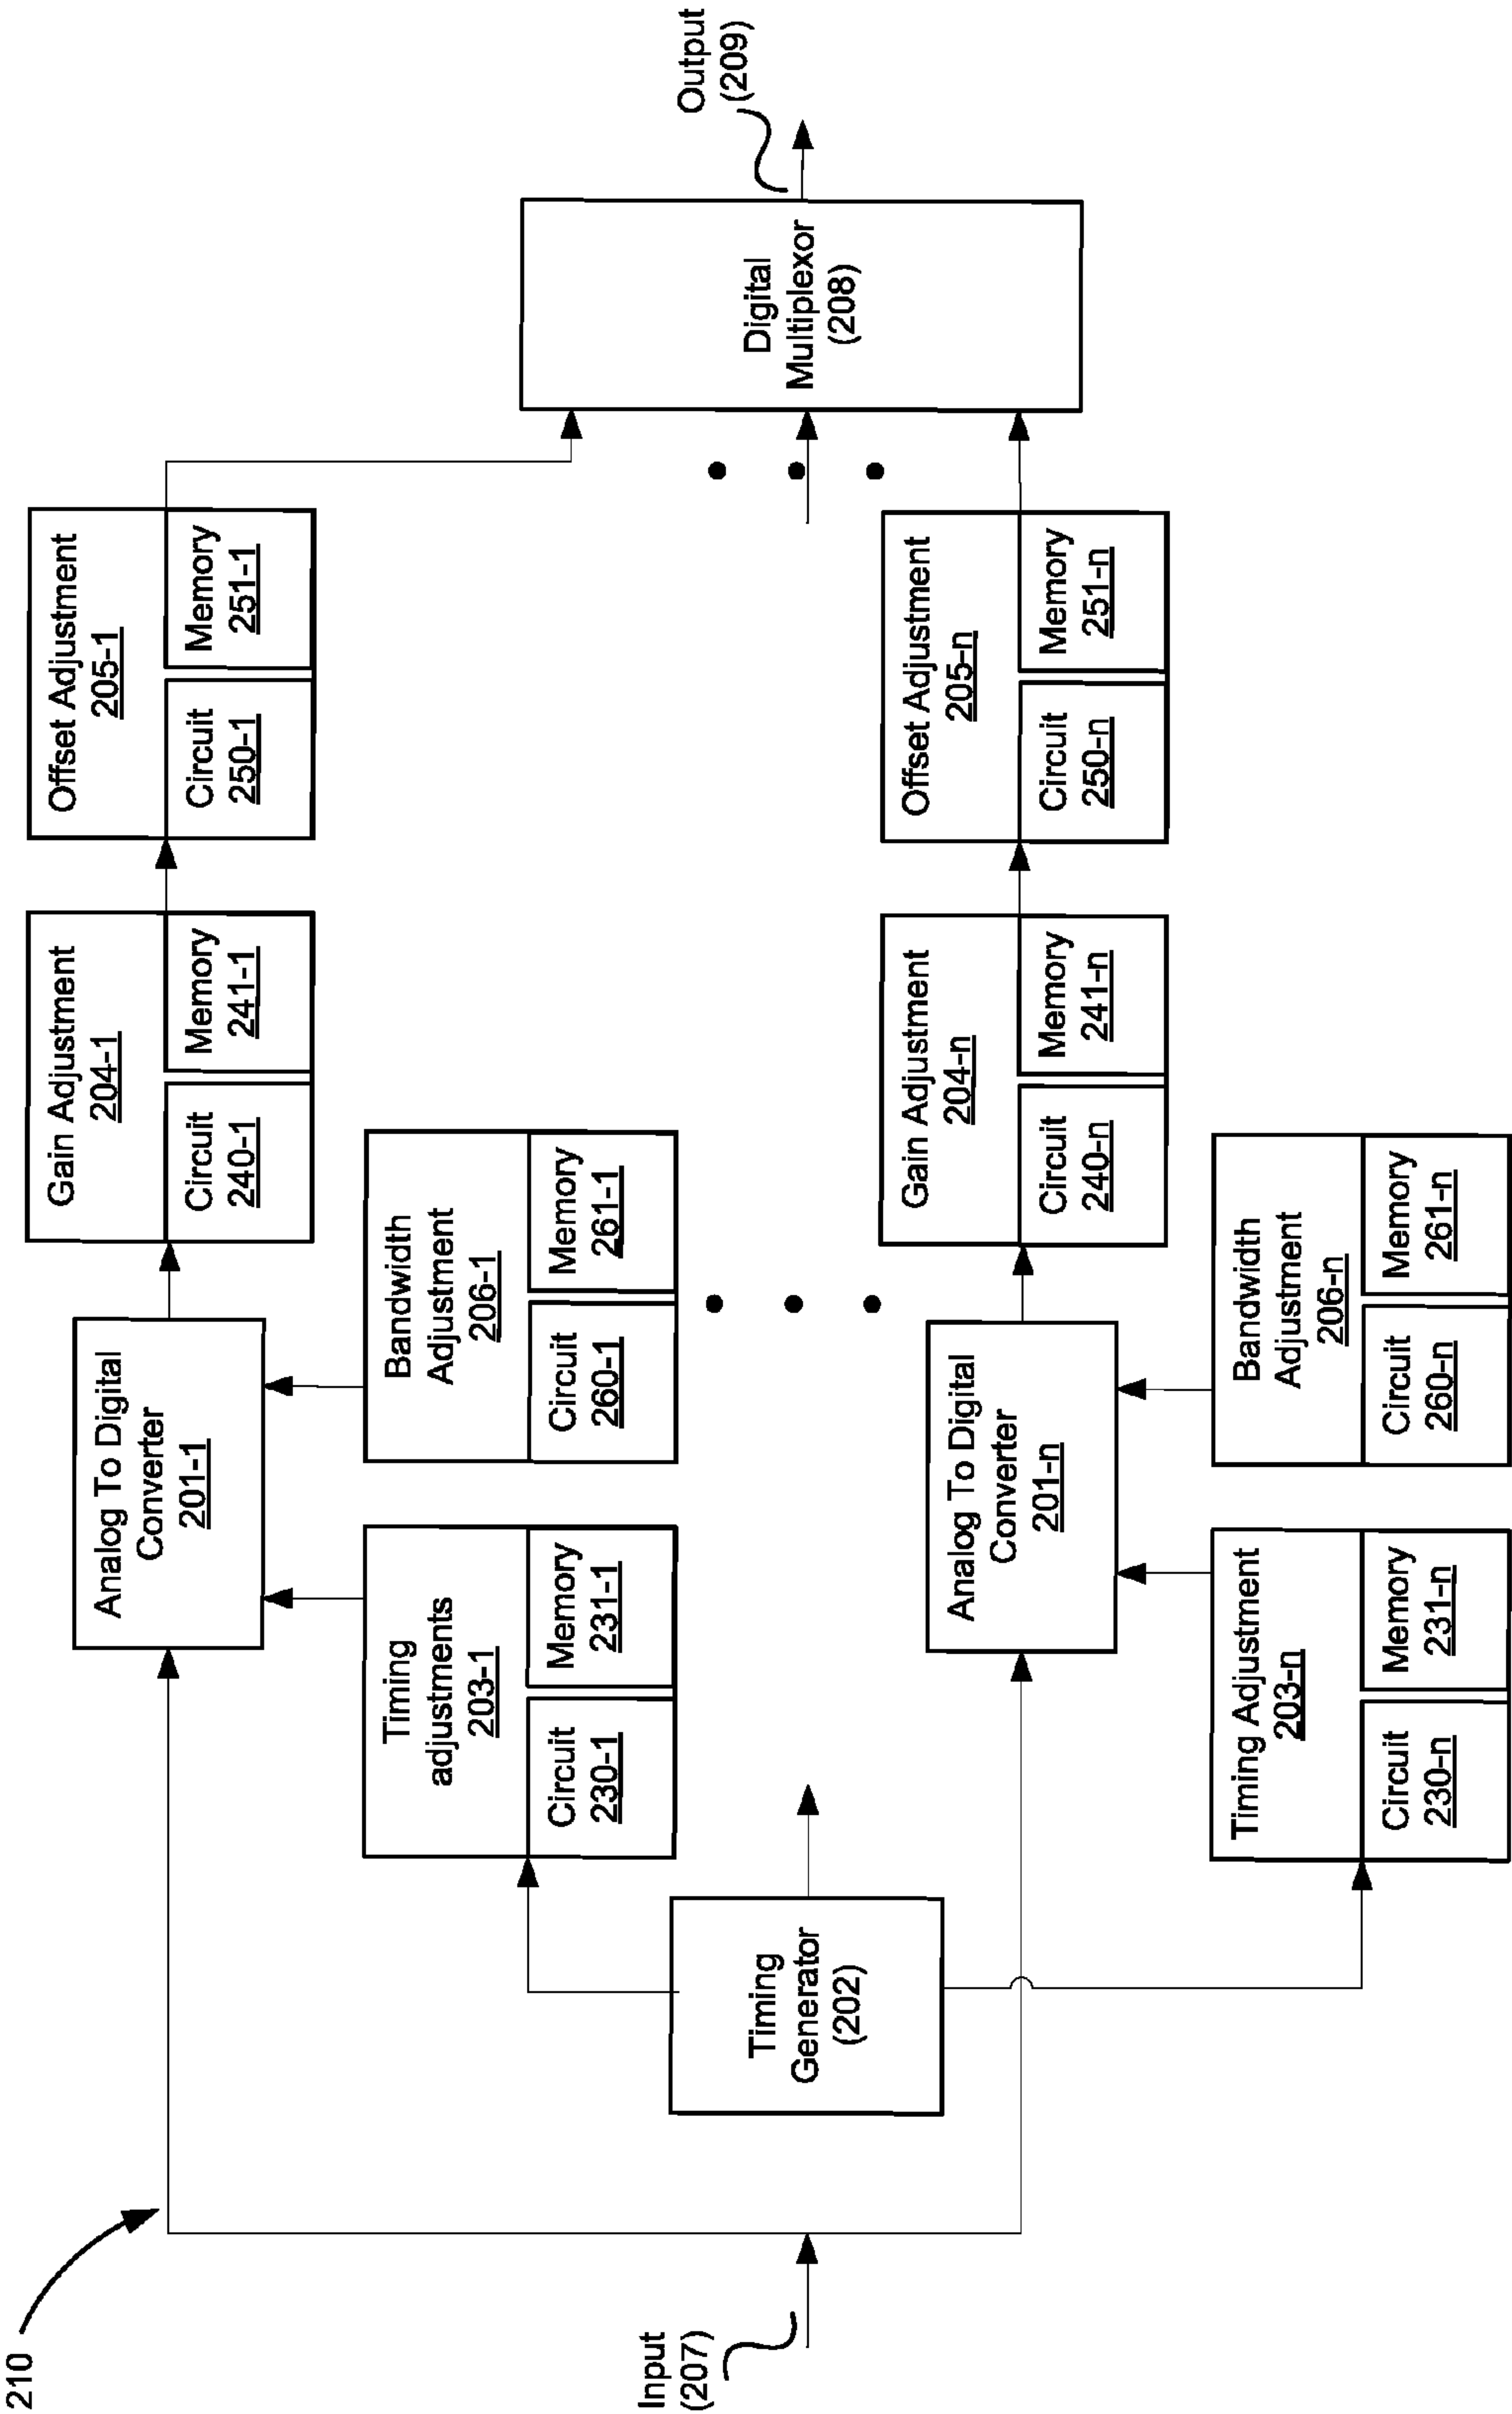 210
Input
(207)
Analog To Digital
Converter
201-1
Gain Adjustment
204-1
Circuit
240-1
Memory
241-1
Offset Adjustment
205-1
Circuit
250-1
Memory
251-1
Timing
adjustments
203-1
Circuit
230-1
Memory
231-1
Bandwidth
Adjustment
206-1
Circuit
260-1
Memory
261-1
Timing
Generator
(202)
Digital
Multiplexor
(208)
Output
(209)
Analog To Digital
Converter
201-n
Gain Adjustment
204-n
Circuit
240-n
Memory
241-n
Offset Adjustment
205-n
Circuit
250-n
Memory
251-n
Timing Adjustment
203-n
Circuit
230-n
Memory
231-n
Bandwidth
Adjustment
206-n
Circuit
260-n
Memory
261-n